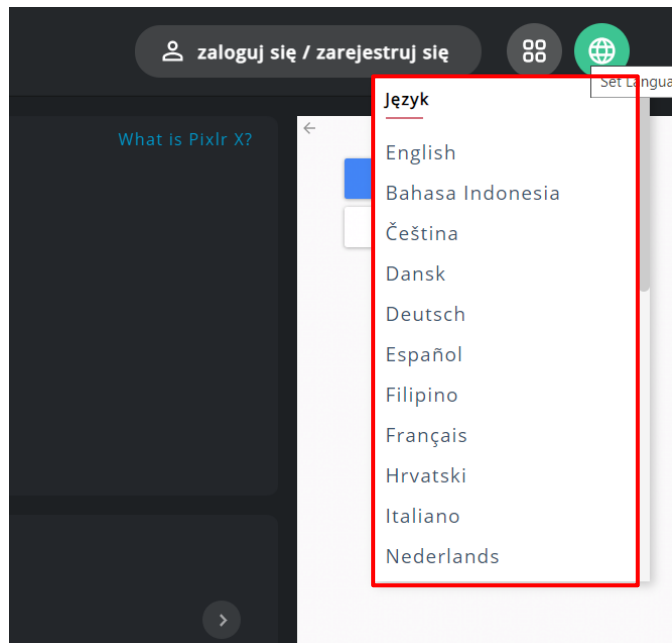 zaloguj się / zarejestruj się
Set Langua
Język
What is Pixlr X?
English
Bahasa Indonesia
Čeština
Dansk
Deutsch
Español
Filipino
Français
Hrvatski
Italiano
Nederlands